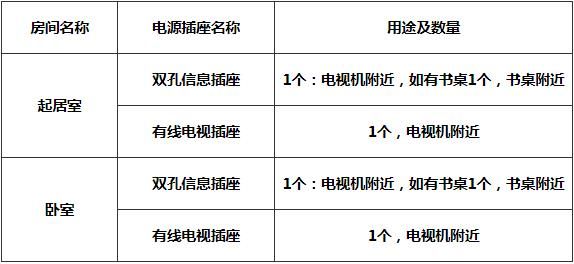 房间名称 电源插座名称 用途及数量
起居室 双孔信息插座 1个：电视机附近，如有书桌1个，书桌附近
有线电视插座 1个，电视机附近
卧室 双孔信息插座 1个：电视机附近，如有书桌1个，书桌附近
有线电视插座 1个，电视机附近